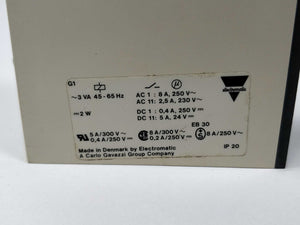 G1
~3 VA 45-65 Hz
AC 1 : 8 A, 250 V~
AC 11: 2,5 A, 230 V~
⎓2 W
DC 1 : 0,4 A, 250 V⎓
DC 11: 5 A, 24 V⎓
EB 30
5 A/300 V~
0,4 A/250 V⎓
8 A/300 V~
0,2 A/250 V⎓
8 A/250 V~
Made in Denmark by Electromatic
A Carlo Gavazzi Group Company
IP 20